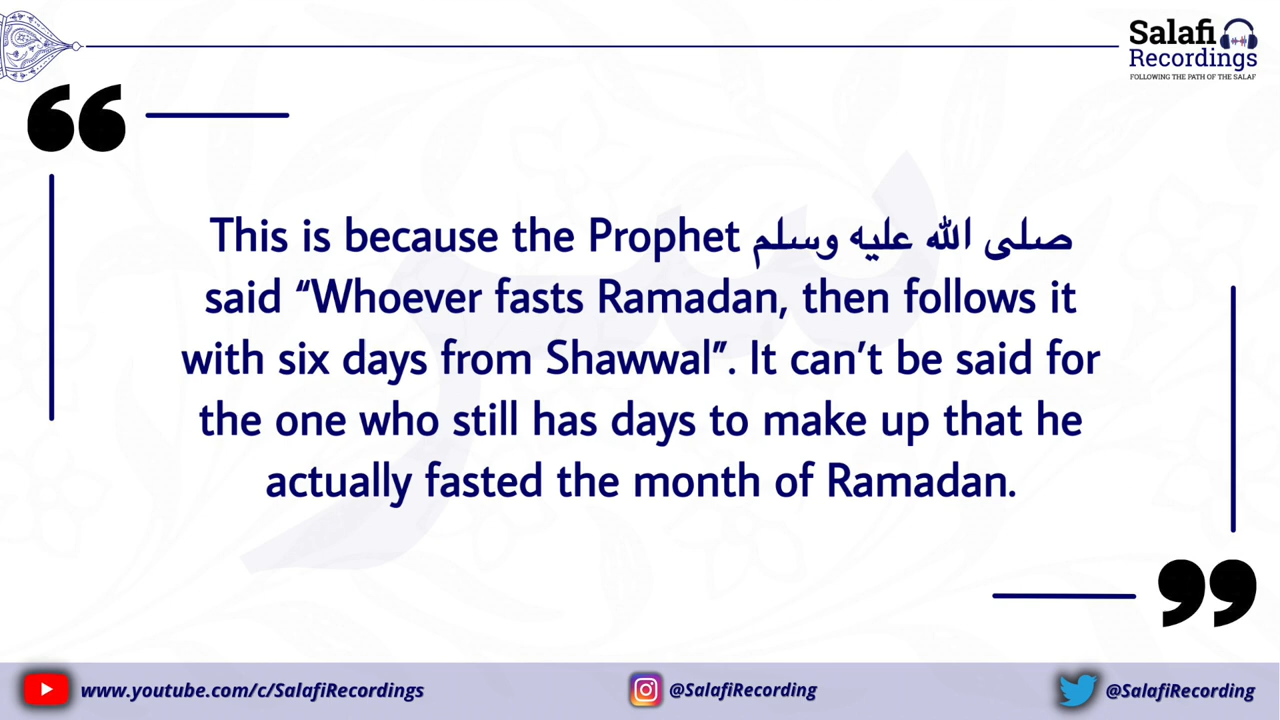 Salafi
Recordings
FOLLOWING THE PATH OF THE SALAF
“
This is because the Prophet صلى الله عليه وسلم
said “Whoever fasts Ramadan, then follows it
with six days from Shawwal”. It can’t be said for
the one who still has days to make up that he
actually fasted the month of Ramadan.
”
www.youtube.com/c/SalafiRecordings
@SalafiRecording
@SalafiRecording